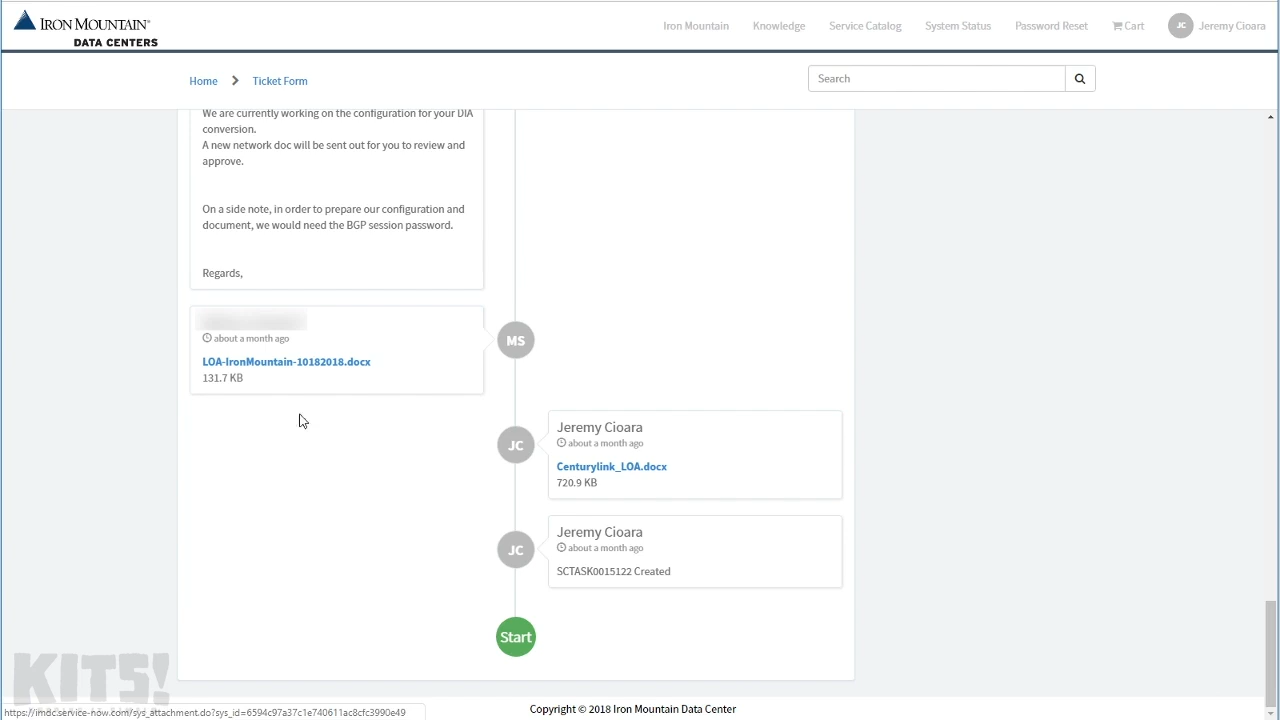 IRON MOUNTAIN®
DATA CENTERS
Iron Mountain
Knowledge
Service Catalog
System Status
Password Reset
Cart
JC
Jeremy Cioara
Home
Ticket Form
Search
We are currently working on the configuration for your DIA
conversion.
A new network doc will be sent out for you to review and
approve.
On a side note, in order to prepare our configuration and
document, we would need the BGP session password.
Regards,
about a month ago
LOA-IronMountain-10182018.docx
131.7 KB
MS
JC
Jeremy Cioara
about a month ago
Centurylink_LOA.docx
720.9 KB
JC
Jeremy Cioara
about a month ago
SCTASK0015122 Created
Start
KITS!
https://imdc.service-now.com/sys_attachment.do?sys_id=6594c97a37c1e740611ac8cfc3990e49
Copyright © 2018 Iron Mountain Data Center